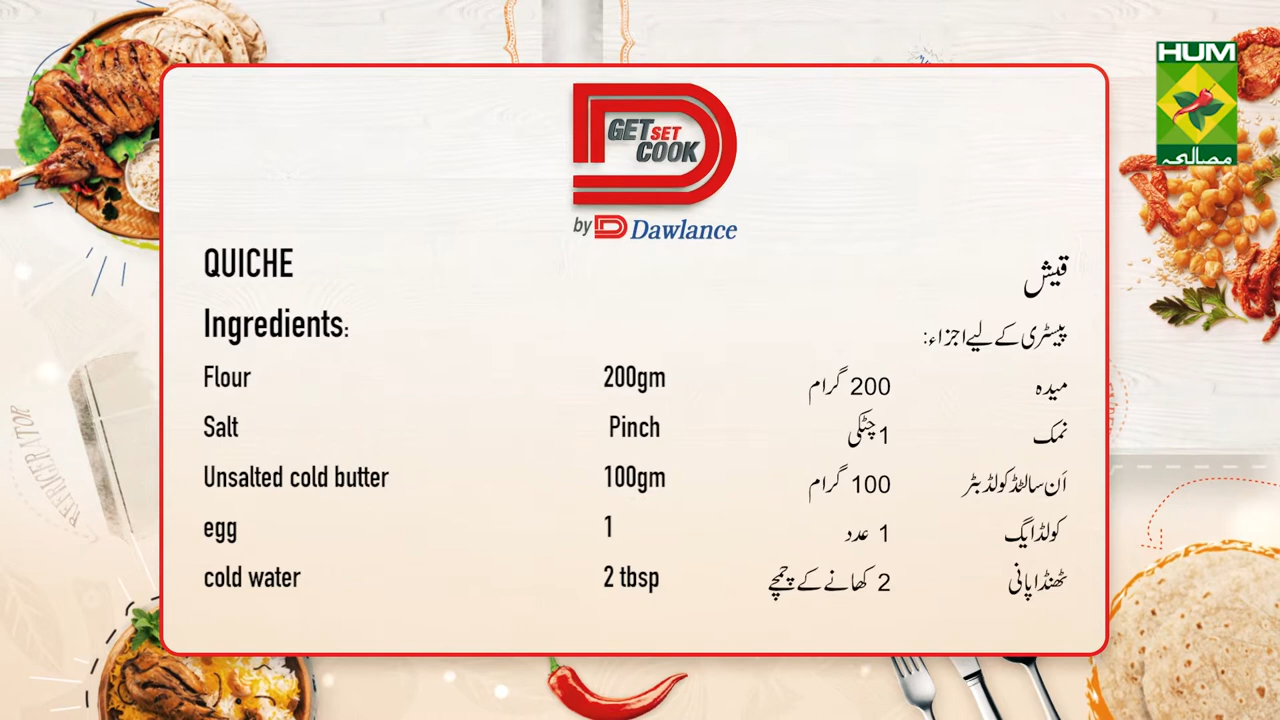 HUM
مصالحہ
GET SET
COOK
by Dawlance
QUICHE
قیش
Ingredients:
پیسٹری کے لیے اجزاء:
Flour 200gm
200 گرام میدہ
Salt Pinch
1 چٹکی نمک
Unsalted cold butter 100gm
100 گرام اَن سالٹڈ کولڈ بٹر
egg 1
1 عدد کولڈ ایگ
cold water 2 tbsp
2 کھانے کے چمچے ٹھنڈا پانی
REFRIGERATOR